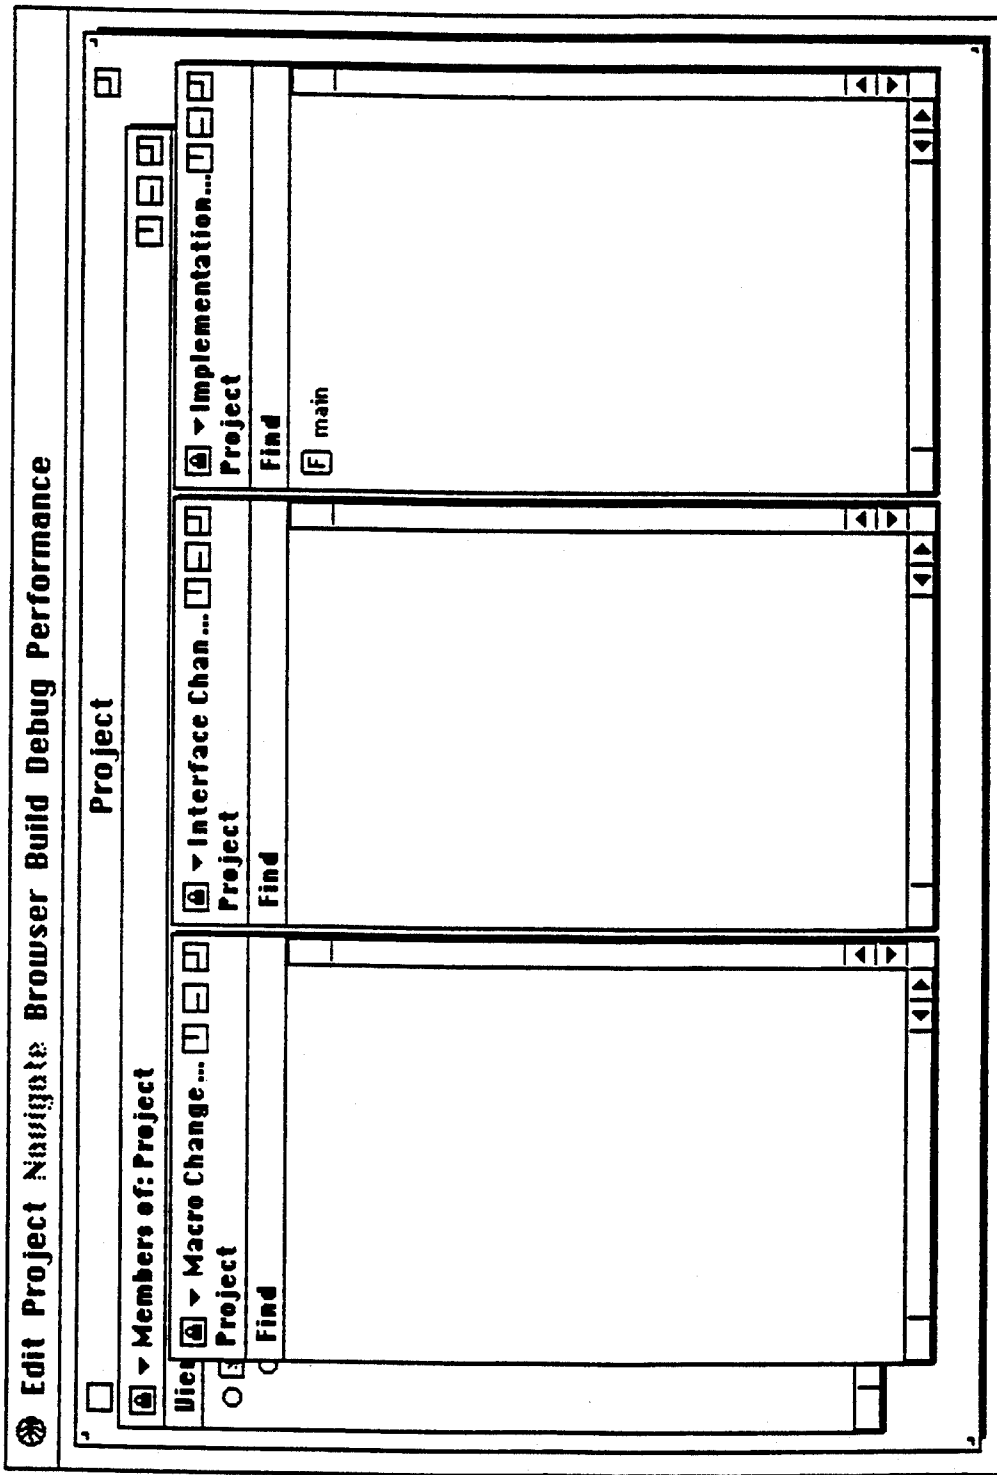 Edit Project Navigate Browser Build Debug Performance
Project
Members of: Project
Macro Change...
Project
Find
Interface Chan...
Project
Find
Implementation...
Project
Find
F main